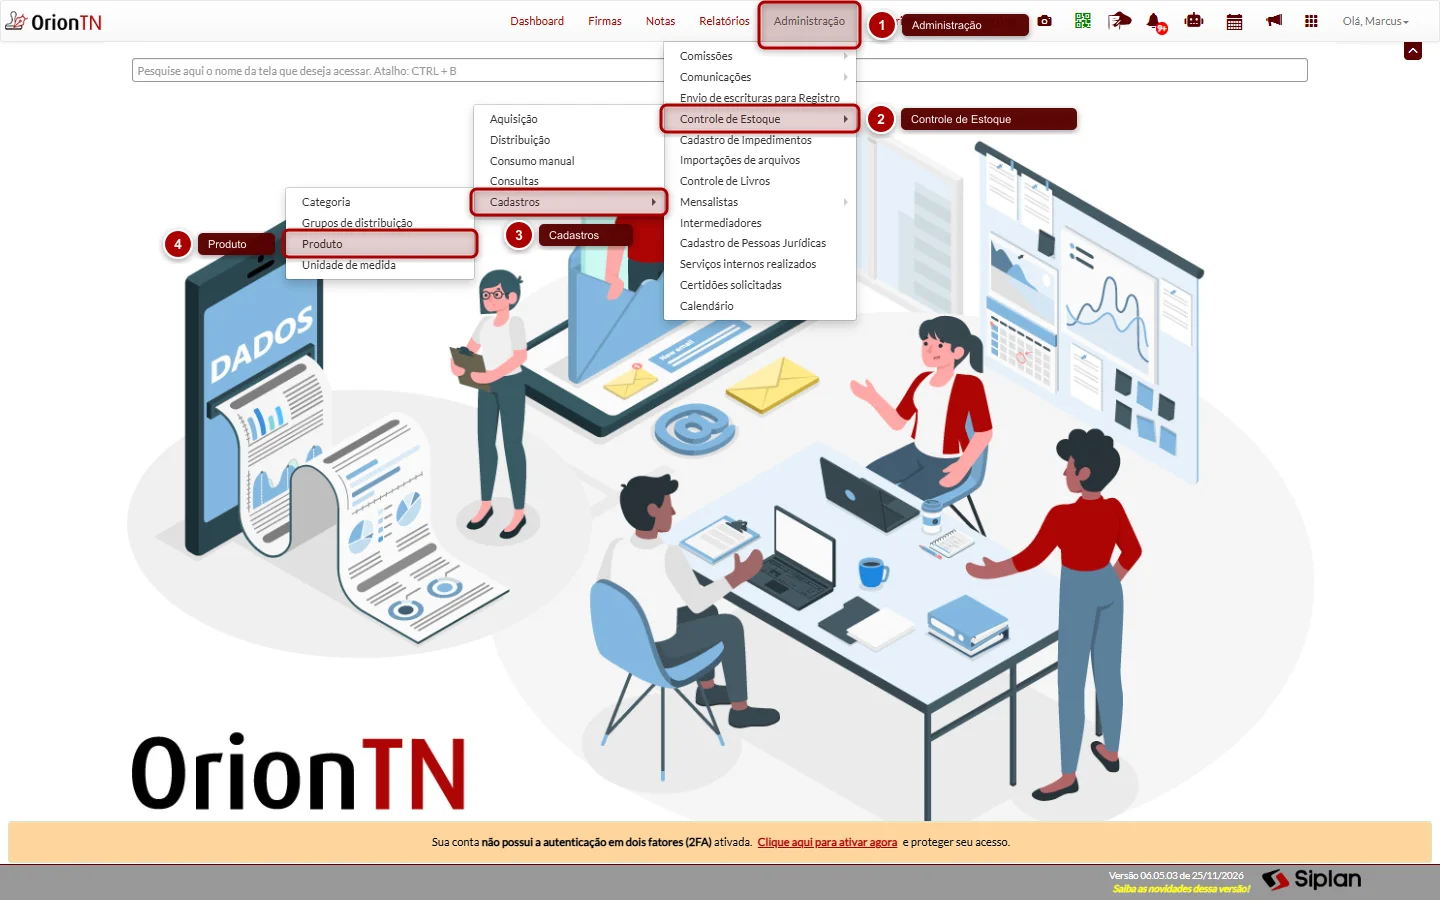 OrionTN
Dashboard
Firmas
Notas
Relatórios
Administração
1
Administração
9+
Olá, Marcus
Pesquise aqui o nome da tela que deseja acessar. Atalho: CTRL + B
Comissões
Comunicações
Envio de escrituras para Registro
Controle de Estoque
2
Controle de Estoque
Cadastro de Impedimentos
Importações de arquivos
Controle de Livros
Mensalistas
Intermediadores
Cadastro de Pessoas Jurídicas
Serviços internos realizados
Certidões solicitadas
Calendário
Aquisição
Distribuição
Consumo manual
Consultas
Cadastros
3
Cadastros
Categoria
Grupos de distribuição
4
Produto
Produto
Unidade de medida
DADOS
New email
@
OrionTN
Sua conta não possui a autenticação em dois fatores (2FA) ativada. Clique aqui para ativar agora e proteger seu acesso.
Versão 06.05.03 de 25/11/2026
Saiba as novidades dessa versão!
Siplan